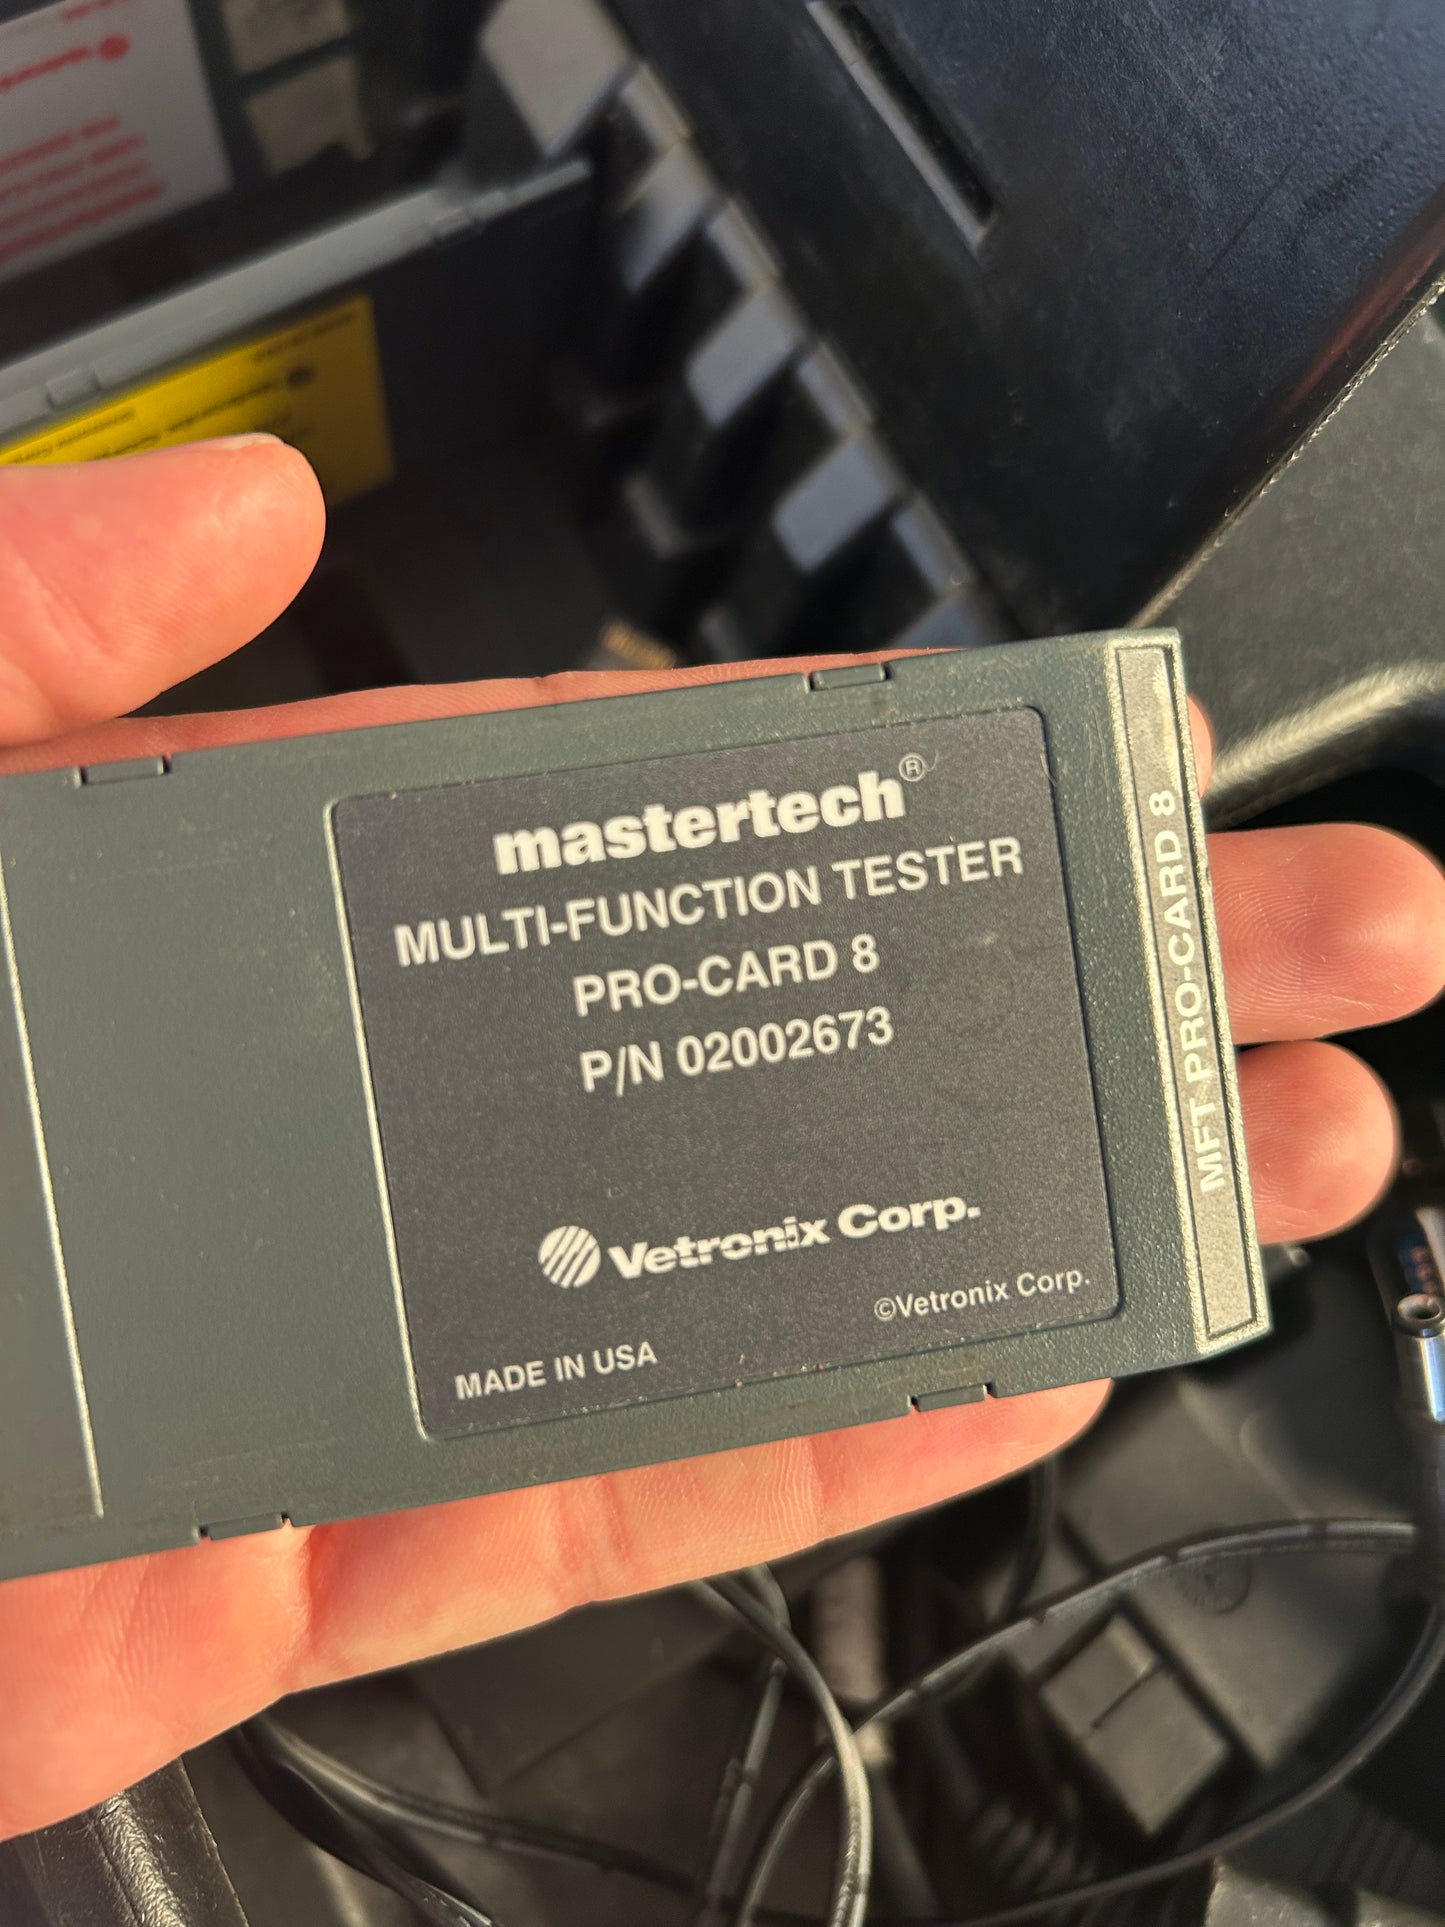 mastertech®
MULTI-FUNCTION TESTER
PRO-CARD 8
P/N 02002673
Vetronix Corp.
©Vetronix Corp.
MADE IN USA
MFT PRO-CARD 8